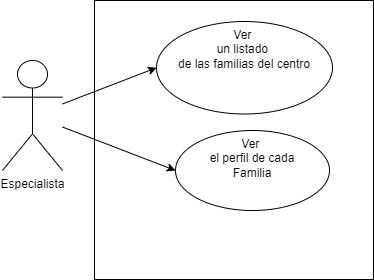 Ver
un listado
de las familias del centro
Ver
el perfil de cada
Familia
Especialista